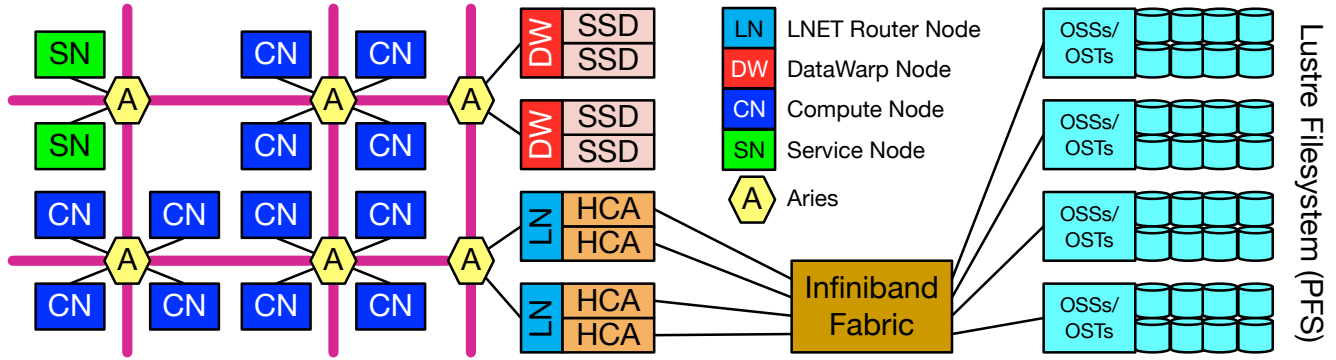 SN
CN
CN
A
A
A
SN
CN
CN
DW
SSD
SSD
DW
SSD
SSD
CN
CN
CN
CN
A
A
A
CN
CN
CN
CN
LN
HCA
HCA
LN
HCA
HCA
LN
LNET Router Node
DW
DataWarp Node
CN
Compute Node
SN
Service Node
A
Aries
Infiniband
Fabric
OSSs/
OSTs
OSSs/
OSTs
OSSs/
OSTs
OSSs/
OSTs
Lustre Filesystem (PFS)